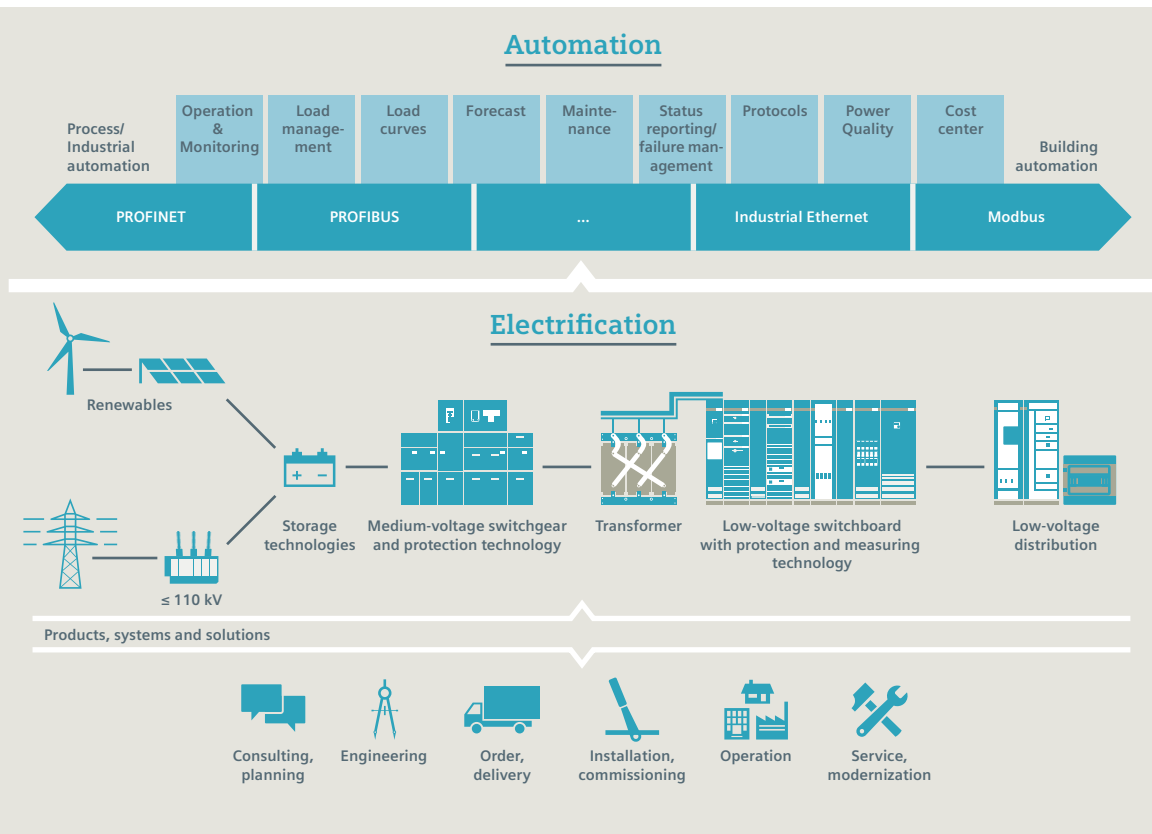 Automation
Process/
Industrial
automation
Operation
&
Monitoring
Load
manage-
ment
Load
curves
Forecast
Mainte-
nance
Status
reporting/
failure man-
agement
Protocols
Power
Quality
Cost
center
Building
automation
PROFINET
PROFIBUS
...
Industrial Ethernet
Modbus
Electrification
Renewables
≤ 110 kV
Storage
technologies
Medium-voltage switchgear
and protection technology
Transformer
Low-voltage switchboard
with protection and measuring
technology
Low-voltage
distribution
Products, systems and solutions
Consulting,
planning
Engineering
Order,
delivery
Installation,
commissioning
Operation
Service,
modernization